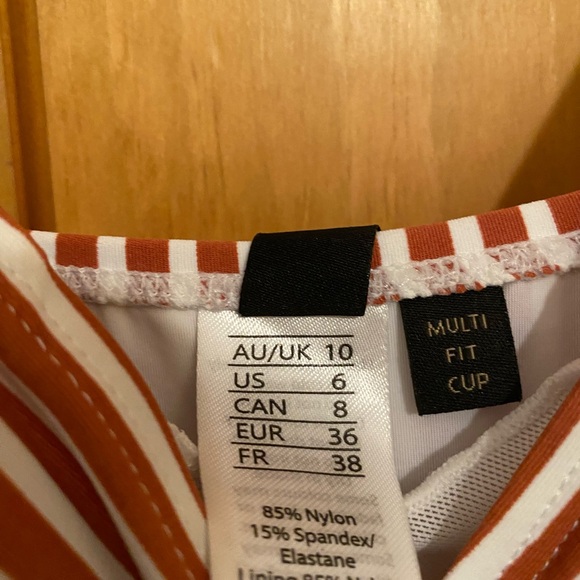 AU/UK 10
US 6
CAN 8
EUR 36
FR 38
85% Nylon
15% Spandex/
Elastane
MULTI
FIT
CUP